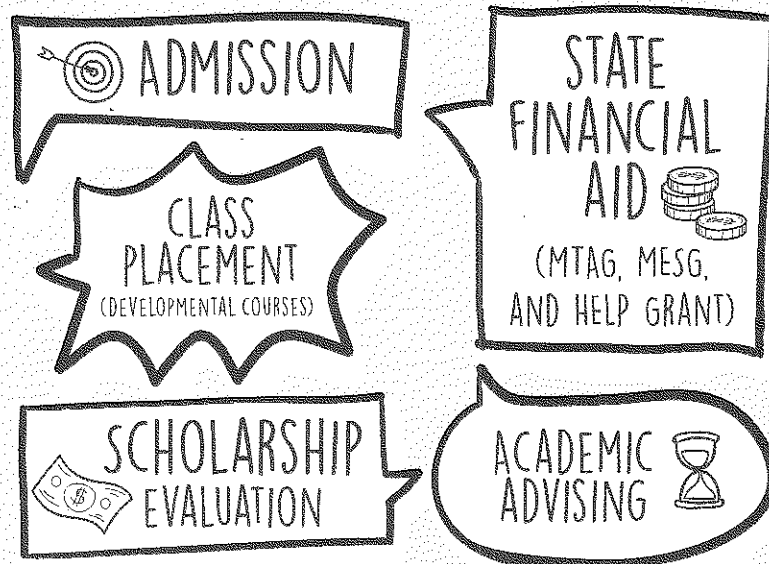 ADMISSION
STATE
FINANCIAL
AID
(MTAG, MESG,
AND HELP GRANT)
CLASS
PLACEMENT
(DEVELOPMENTAL COURSES)
SCHOLARSHIP
EVALUATION
ACADEMIC
ADVISING